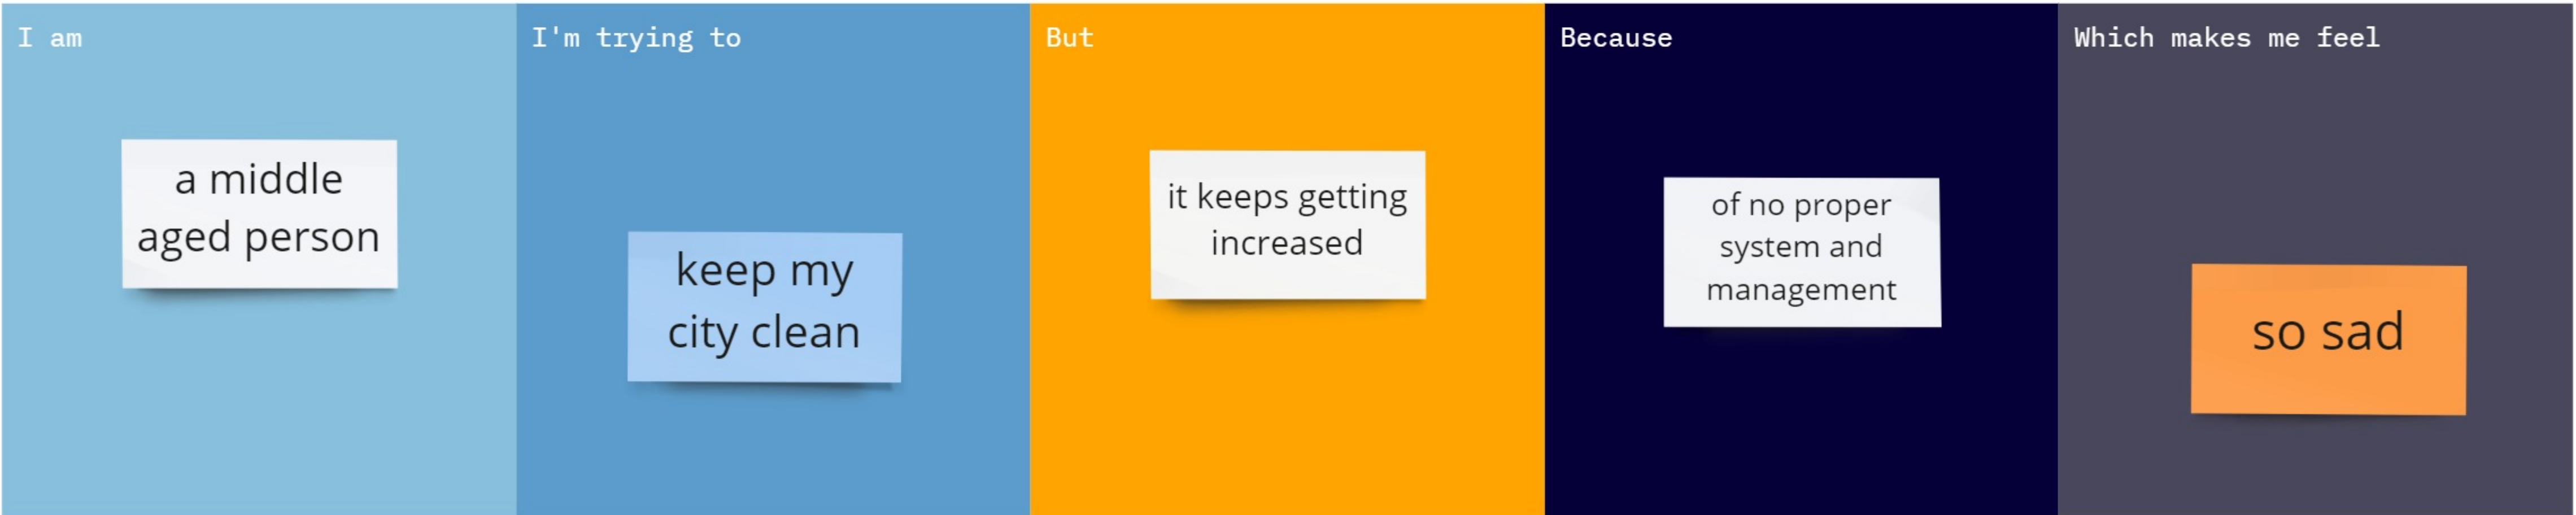 I am
a middle
aged person
I'm trying to
keep my
city clean
But
it keeps getting
increased
Because
of no proper
system and
management
Which makes me feel
so sad